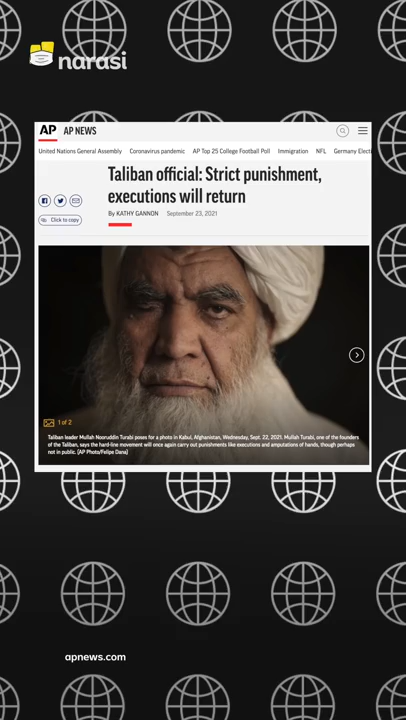 narasi
AP AP NEWS
United Nations General Assembly Coronavirus pandemic AP Top 25 College Football Poll Immigration NFL Germany Electi
Taliban official: Strict punishment,
executions will return
By KATHY GANNON September 23, 2021
Click to copy
1 of 2
Taliban leader Mullah Nooruddin Turabi poses for a photo in Kabul, Afghanistan, Wednesday, Sept. 22, 2021. Mullah Turabi, one of the founders
of the Taliban, says the hard-line movement will once again carry out punishments like executions and amputations of hands, though perhaps
not in public. (AP Photo/Felipe Dana)
apnews.com